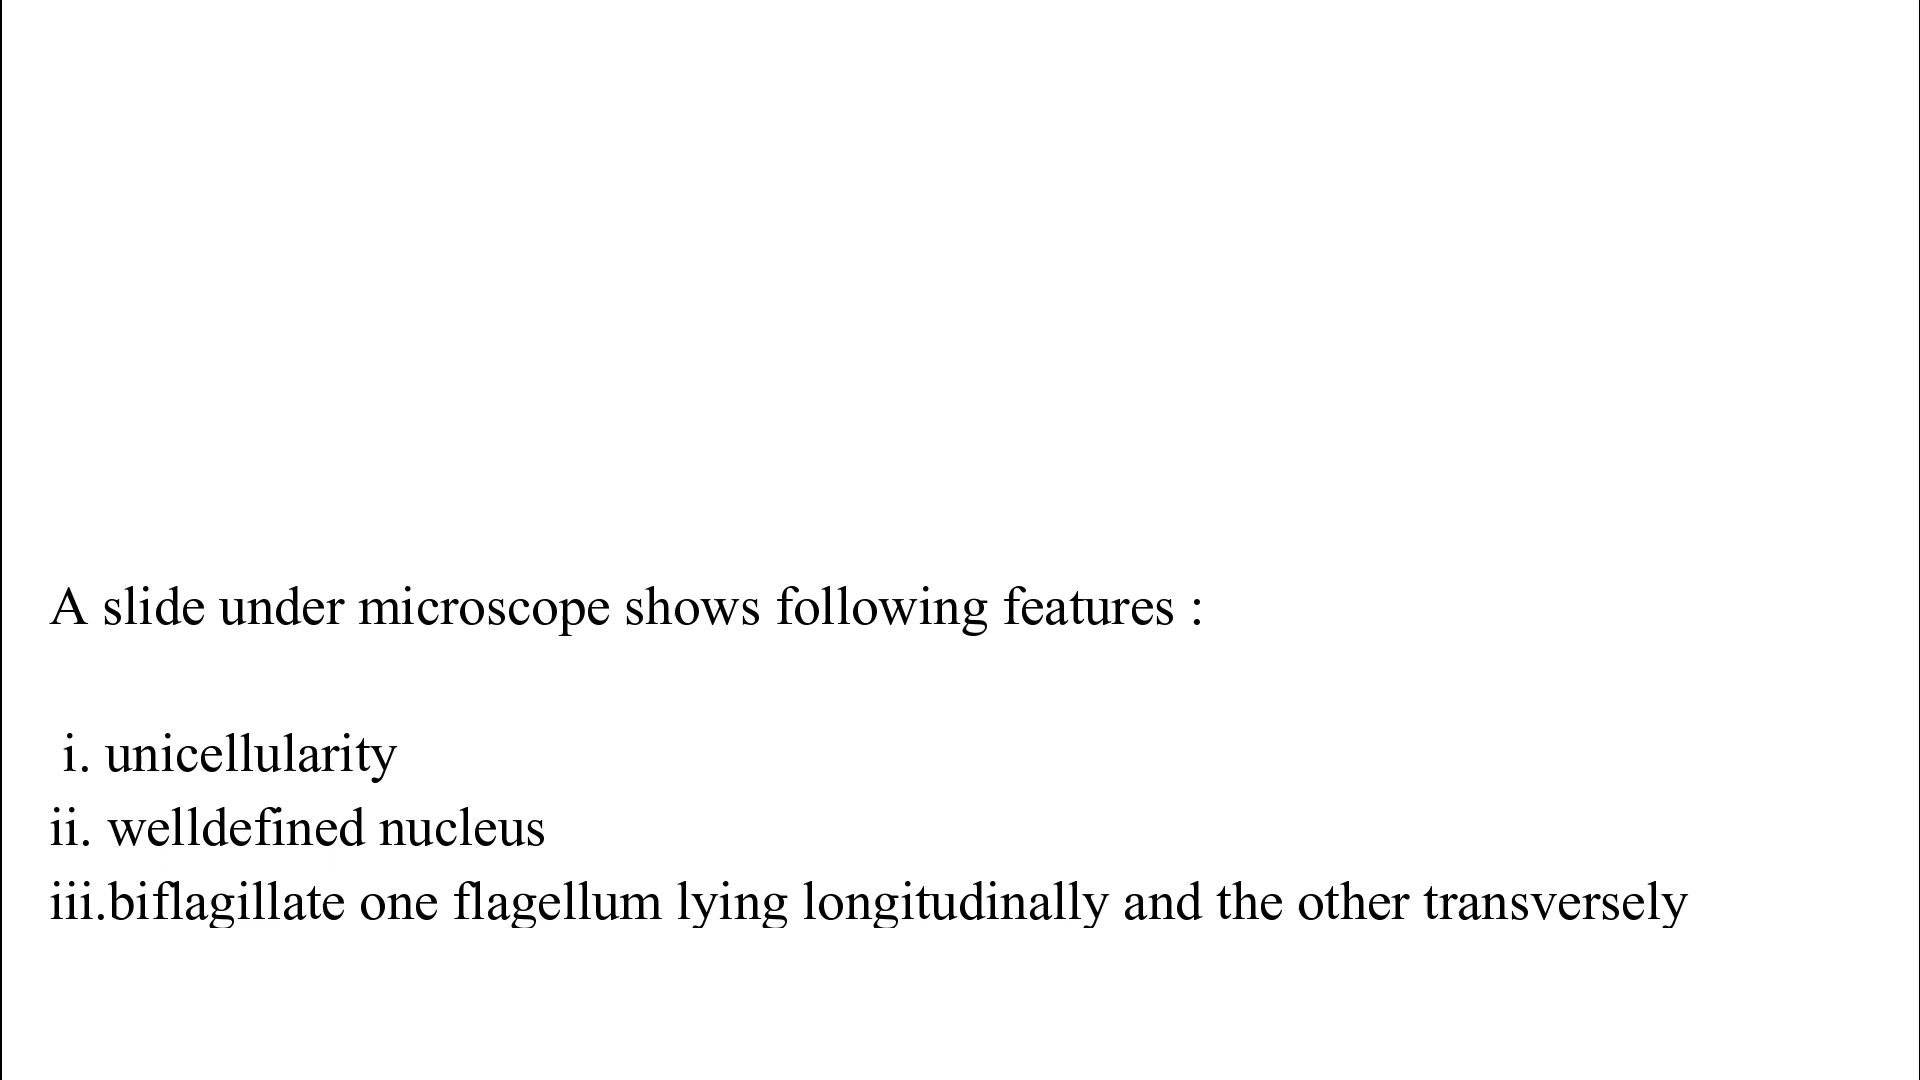 A slide under microscope shows following features :
i. unicellularity
ii. welldefined nucleus
iii.biflagillate one flagellum lying longitudinally and the other transversely